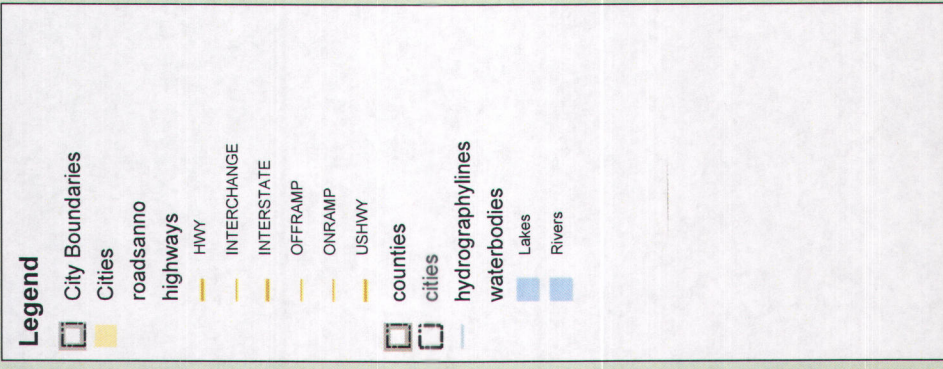 Legend
City Boundaries
Cities
roadsanno
highways
HWY
INTERCHANGE
INTERSTATE
OFFRAMP
ONRAMP
USHWY
counties
cities
hydrographylines
waterbodies
Lakes
Rivers